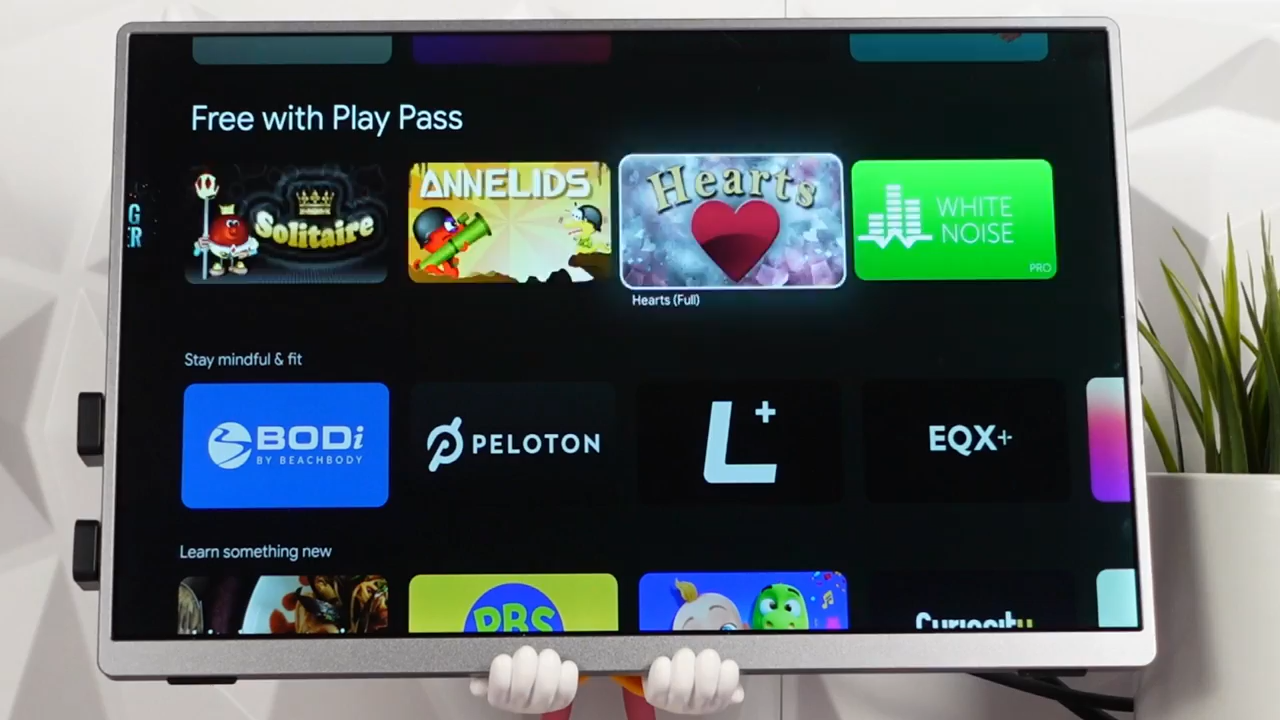 Free with Play Pass
G
R
Solitaire
ANNELIDS
Hearts
WHITE
NOISE
PRO
Hearts (Full)
Stay mindful & fit
BODi
BY BEACHBODY
PELOTON
L+
EQX+
Learn something new
PBS
Curiosity